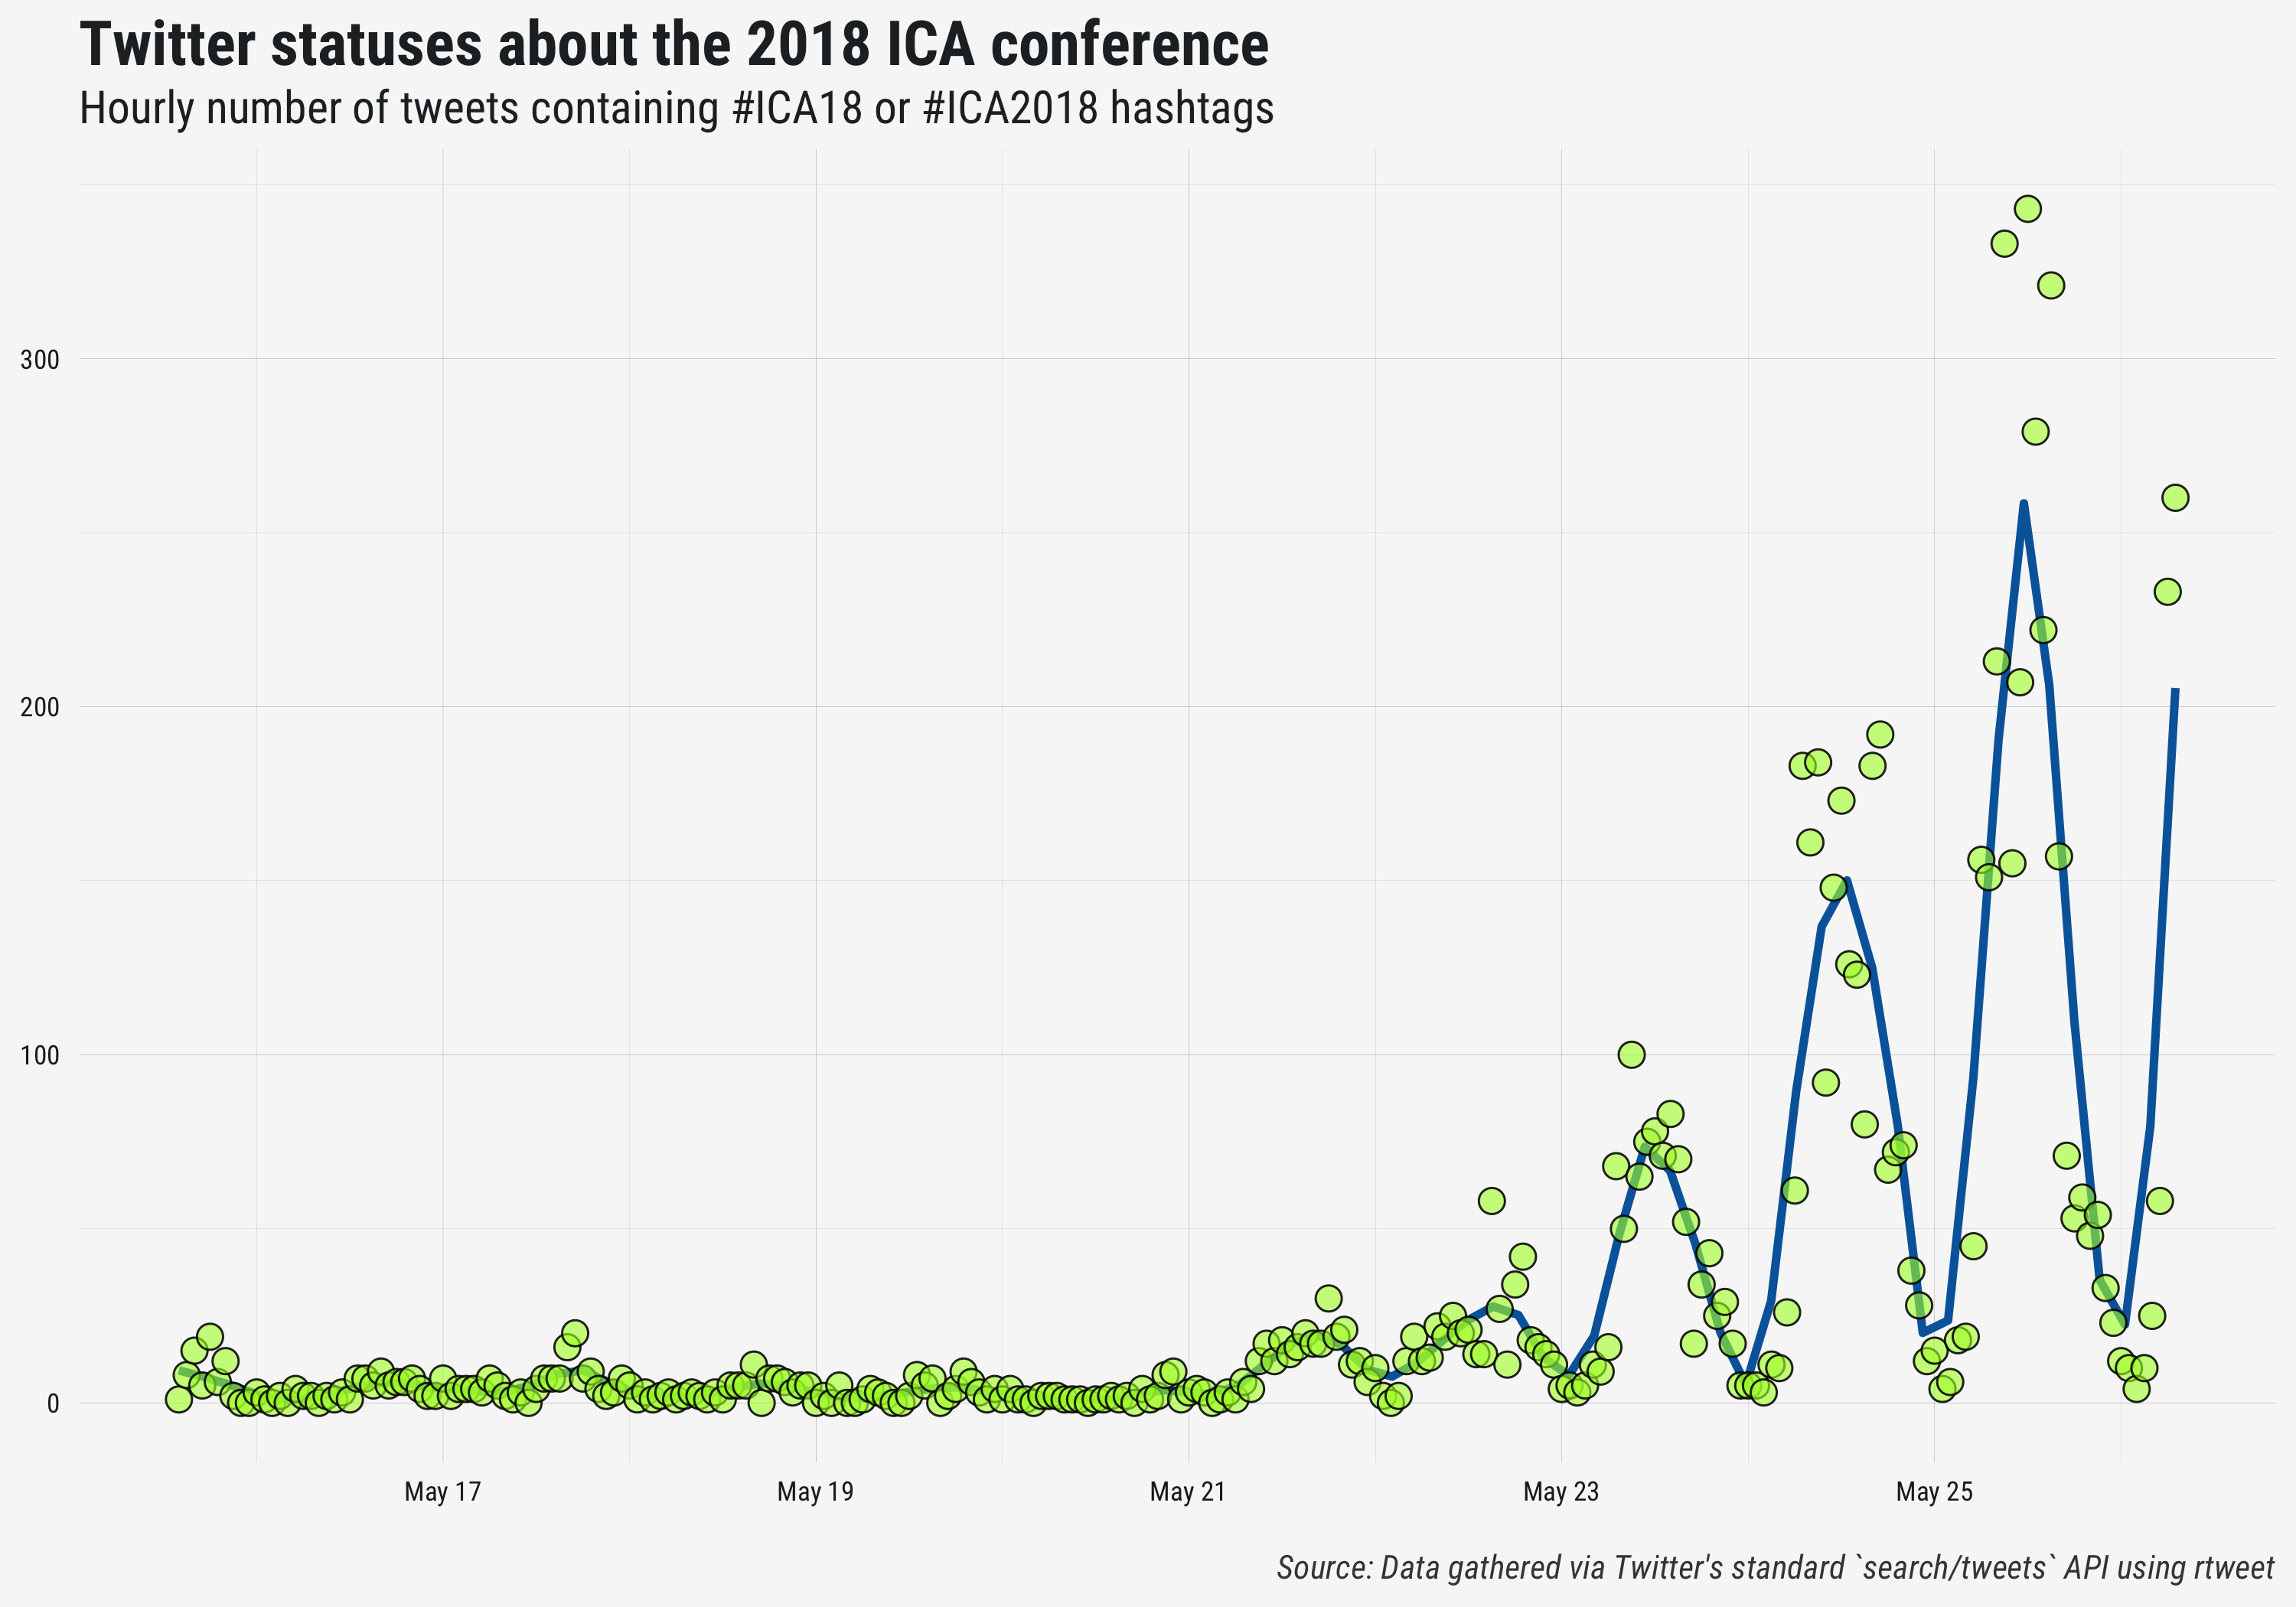 Twitter statuses about the 2018 ICA conference
Hourly number of tweets containing #ICA18 or #ICA2018 hashtags
300
200
100
0
May 17 May 19 May 21 May 23 May 25
Source: Data gathered via Twitter's standard `search/tweets` API using rtweet